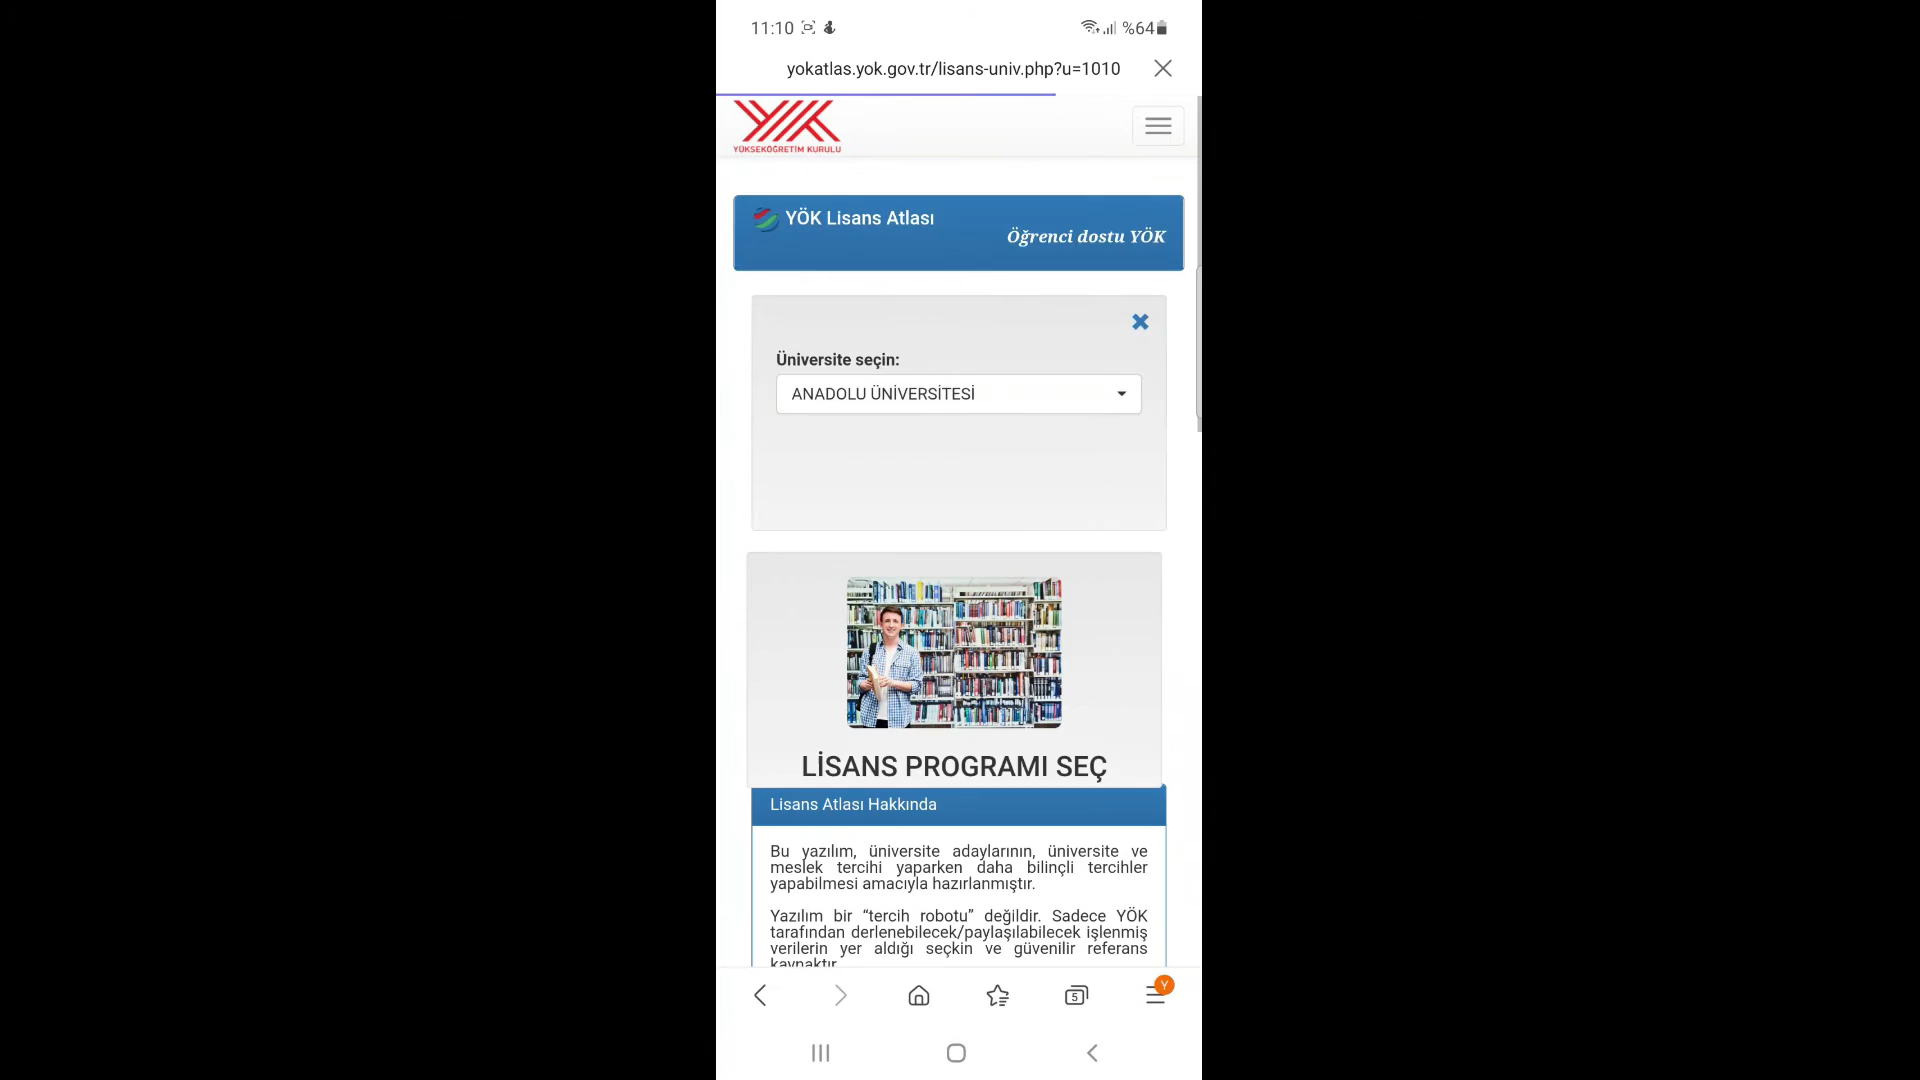 11:10
%64
yokatlas.yok.gov.tr/lisans-univ.php?u=1010
YÜKSEKÖĞRETİM KURULU
YÖK Lisans Atlası
Öğrenci dostu YÖK
Üniversite seçin:
ANADOLU ÜNİVERSİTESİ
LİSANS PROGRAMI SEÇ
Lisans Atlası Hakkında
Bu yazılım, üniversite adaylarının, üniversite ve
meslek tercihi yaparken daha bilinçli tercihler
yapabilmesi amacıyla hazırlanmıştır.
Yazılım bir “tercih robotu” değildir. Sadece YÖK
tarafından derlenebilecek/paylaşılabilecek işlenmiş
verilerin yer aldığı seçkin ve güvenilir referans
kaynaktır
5
Y